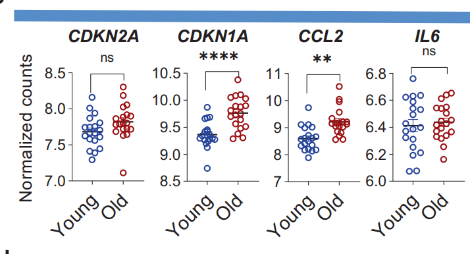 CDKN2A CDKN1A CCL2 IL6
ns **** ** ns
Normalized counts
8.5 10.5 11 6.8
8.0 10.0 10 6.6
7.5 9.5 9 6.4
9.0 8 6.2
7.0 8.5 7 6.0
Young Old Young Old Young Old Young Old